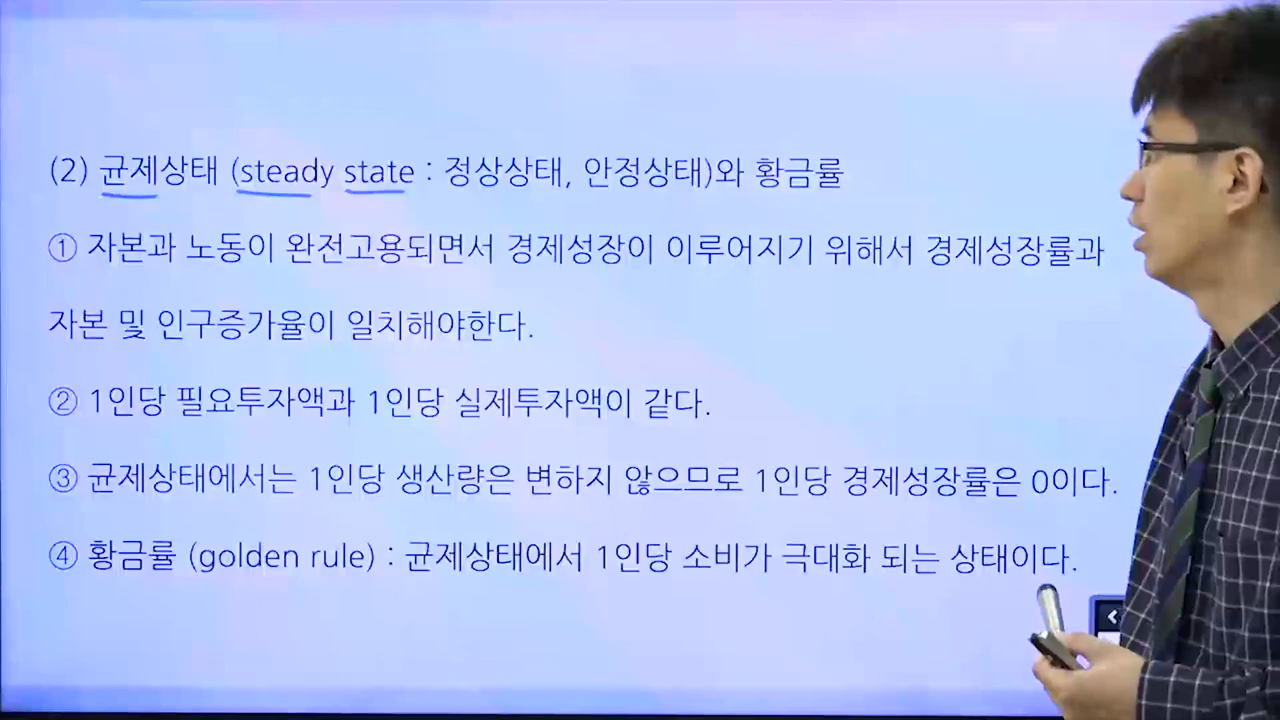 (2) 균제상태 (steady state : 정상상태, 안정상태)와 황금률
① 자본과 노동이 완전고용되면서 경제성장이 이루어지기 위해서 경제성장률과
자본 및 인구증가율이 일치해야한다.
② 1인당 필요투자액과 1인당 실제투자액이 같다.
③ 균제상태에서는 1인당 생산량은 변하지 않으므로 1인당 경제성장률은 0이다.
④ 황금률 (golden rule) : 균제상태에서 1인당 소비가 극대화 되는 상태이다.